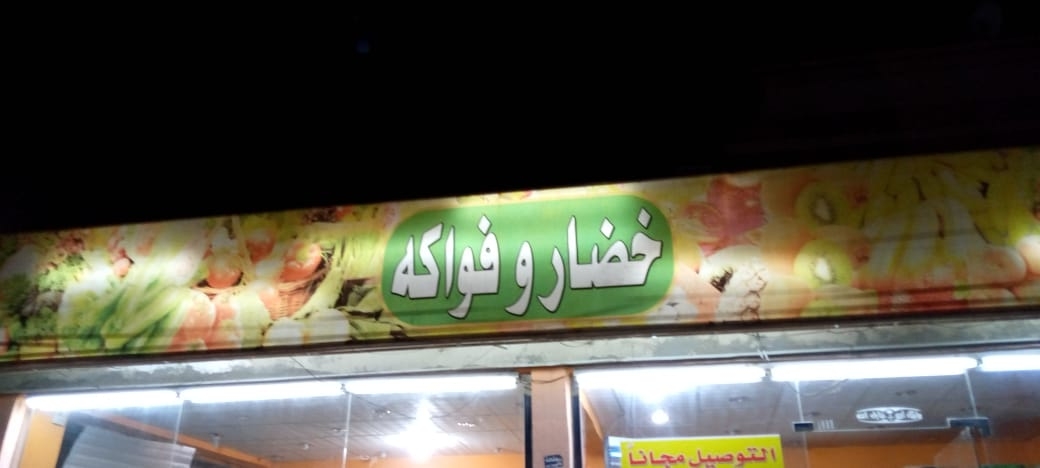 خضار و فواكه
التوصيل مجاناً